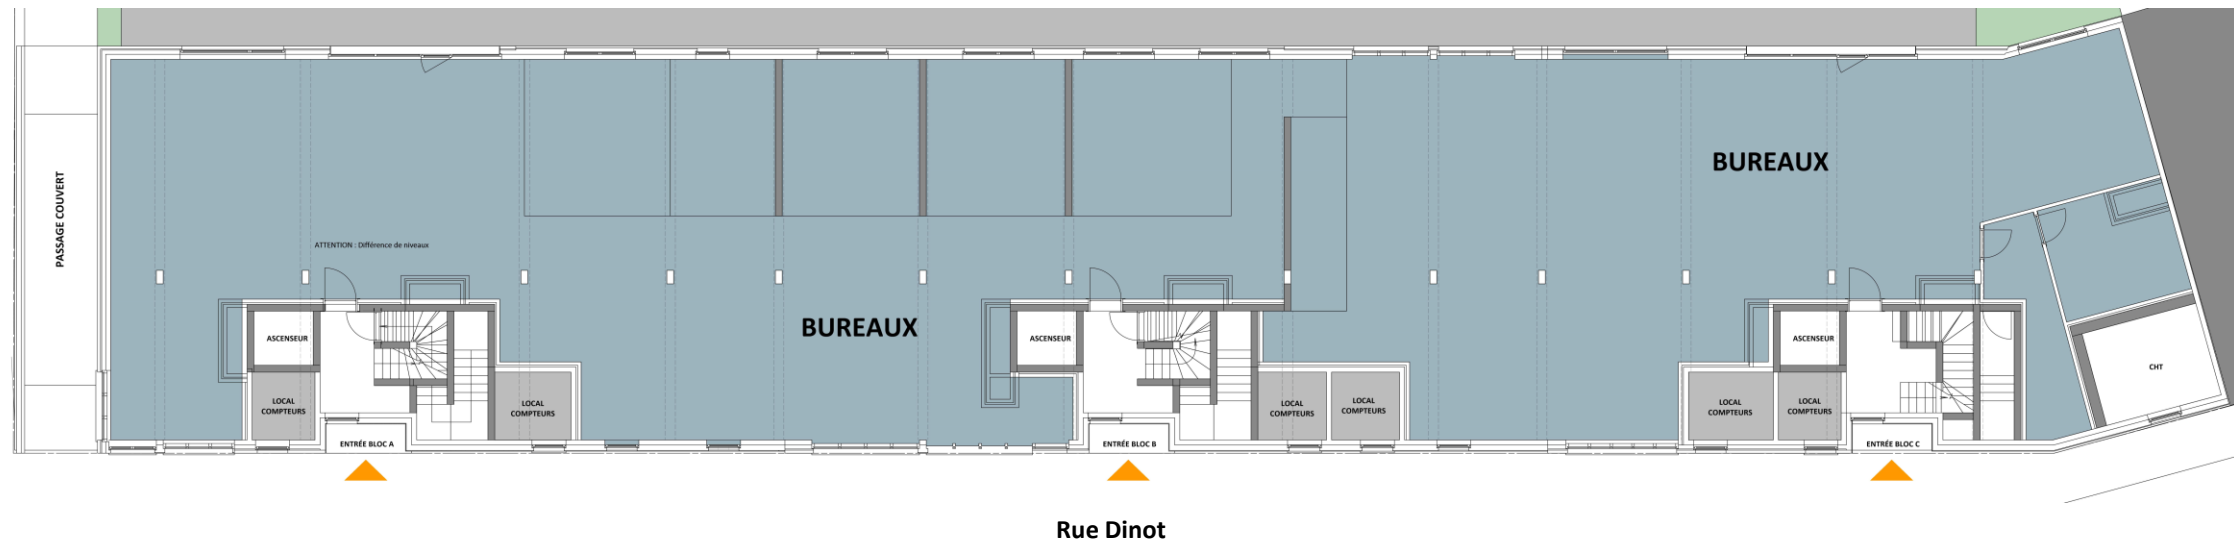 BUREAUX
PASSAGE COUVERT
ATTENTION : Différence de niveaux
BUREAUX
ASCENSEUR
ASCENSEUR
ASCENSEUR
CHT
LOCAL
COMPTEURS
LOCAL
COMPTEURS
LOCAL
COMPTEURS
LOCAL
COMPTEURS
LOCAL
COMPTEURS
LOCAL
COMPTEURS
ENTRÉE BLOC A
ENTRÉE BLOC B
ENTRÉE BLOC C
Rue Dinot